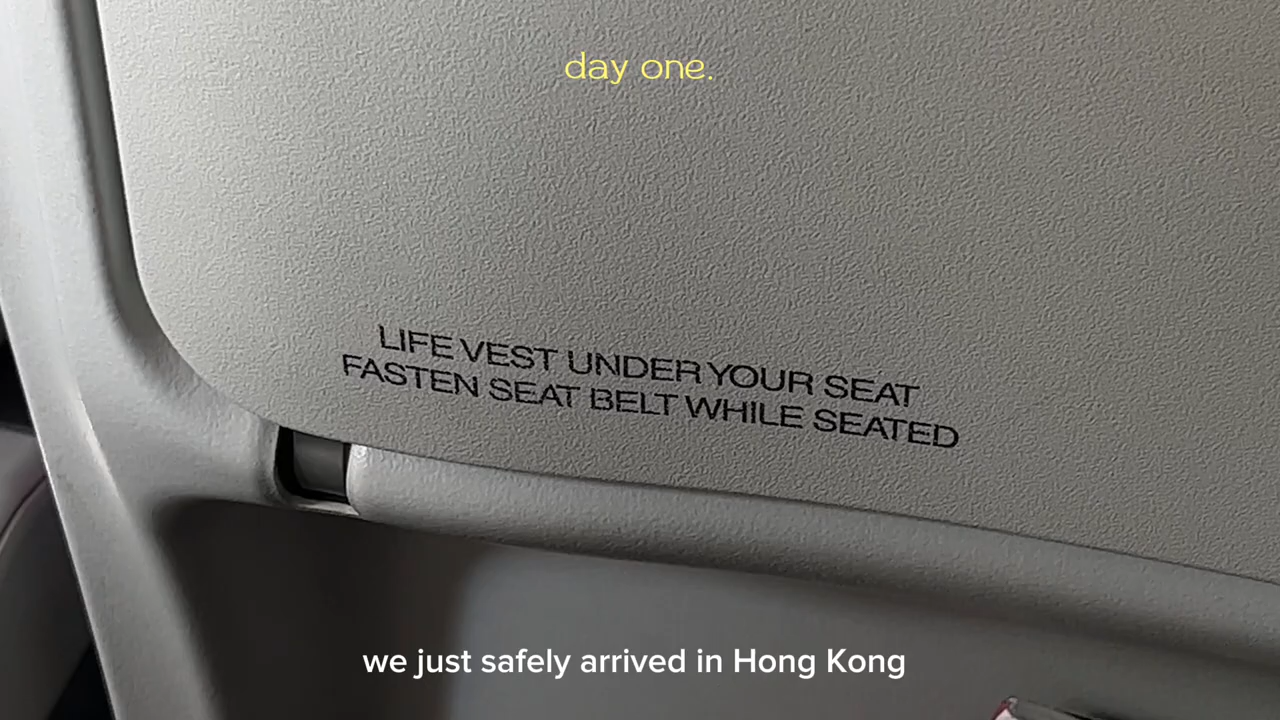 day one.
LIFE VEST UNDER YOUR SEAT
FASTEN SEAT BELT WHILE SEATED
we just safely arrived in Hong Kong